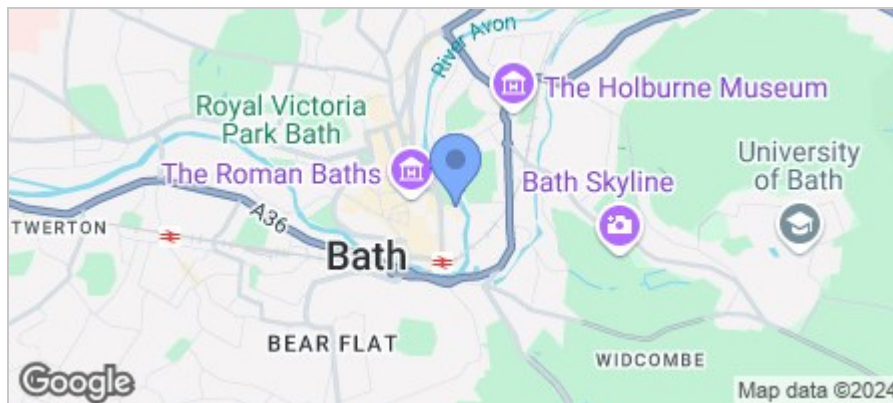 River Avon
The Holburne Museum
Royal Victoria
Park Bath
The Roman Baths
Bath Skyline
University
of Bath
TWERTON
A36
Bath
BEAR FLAT
WIDCOMBE
Google
Map data ©2024